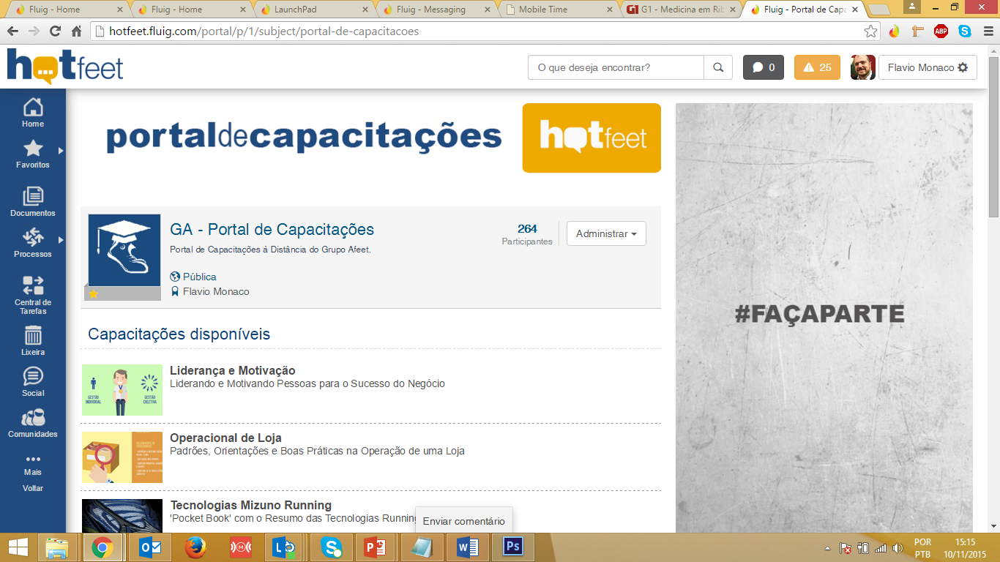 Fluig - Home
Fluig - Home
LaunchPad
Fluig - Messaging
Mobile Time
G1 - Medicina em Rib
Fluig - Portal de Capa
hotfeet.fluig.com/portal/p/1/subject/portal-de-capacitacoes
ABP
hotfeet
O que deseja encontrar?
0
25
Flavio Monaco
Home
Favoritos
Documentos
Processos
Central de
Tarefas
Lixeira
Social
Comunidades
Mais
Voltar
portaldecapacitações
hotfeet
GA - Portal de Capacitações
Portal de Capacitações à Distância do Grupo Afeet.
Pública
Flavio Monaco
264
Participantes
Administrar
#FAÇAPARTE
Capacitações disponíveis
GESTÃO
INDIVIDUAL
GESTÃO
COLETIVA
Liderança e Motivação
Liderando e Motivando Pessoas para o Sucesso do Negócio
Operacional de Loja
Padrões, Orientações e Boas Práticas na Operação de uma Loja
Tecnologias Mizuno Running
'Pocket Book' com o Resumo das Tecnologias Running
Enviar comentário
POR
PTB
15:15
10/11/2015